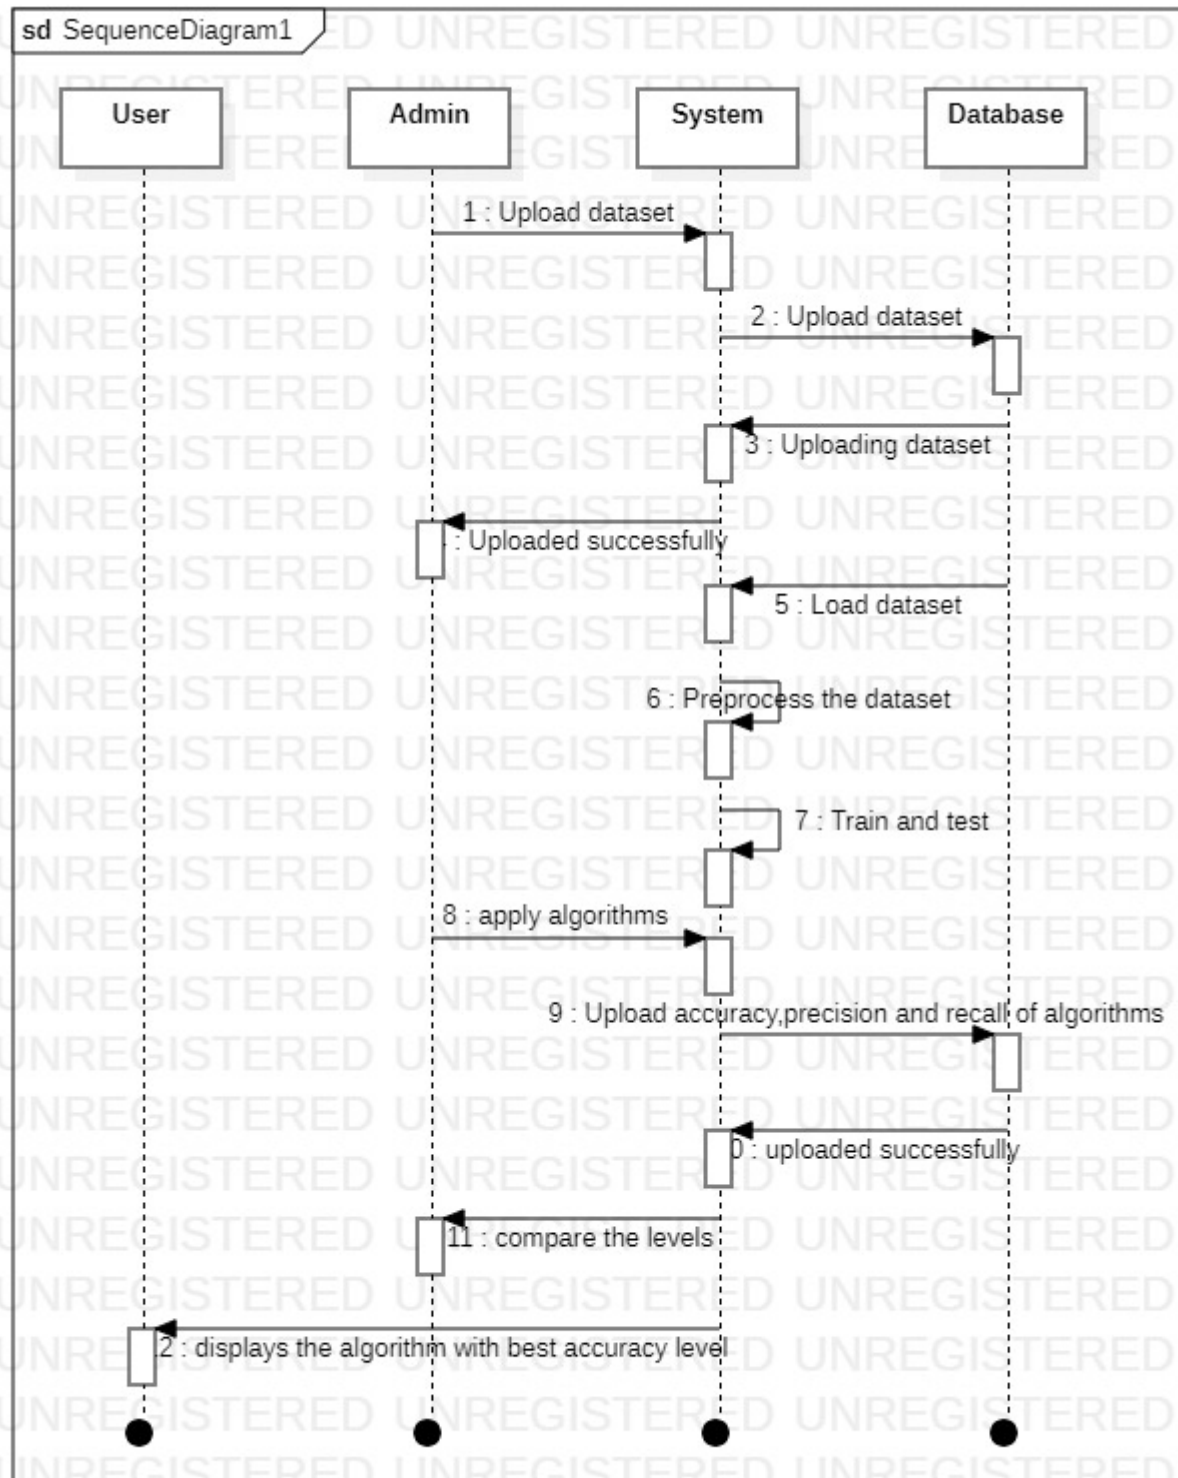 sd SequenceDiagram1
User
Admin
System
Database
1 : Upload dataset
2 : Upload dataset
3 : Uploading dataset
: Uploaded successfully
5 : Load dataset
6 : Preprocess the dataset
7 : Train and test
8 : apply algorithms
9 : Upload accuracy,precision and recall of algorithms
0 : uploaded successfully
11 : compare the levels
2 : displays the algorithm with best accuracy level
UNREGISTERED